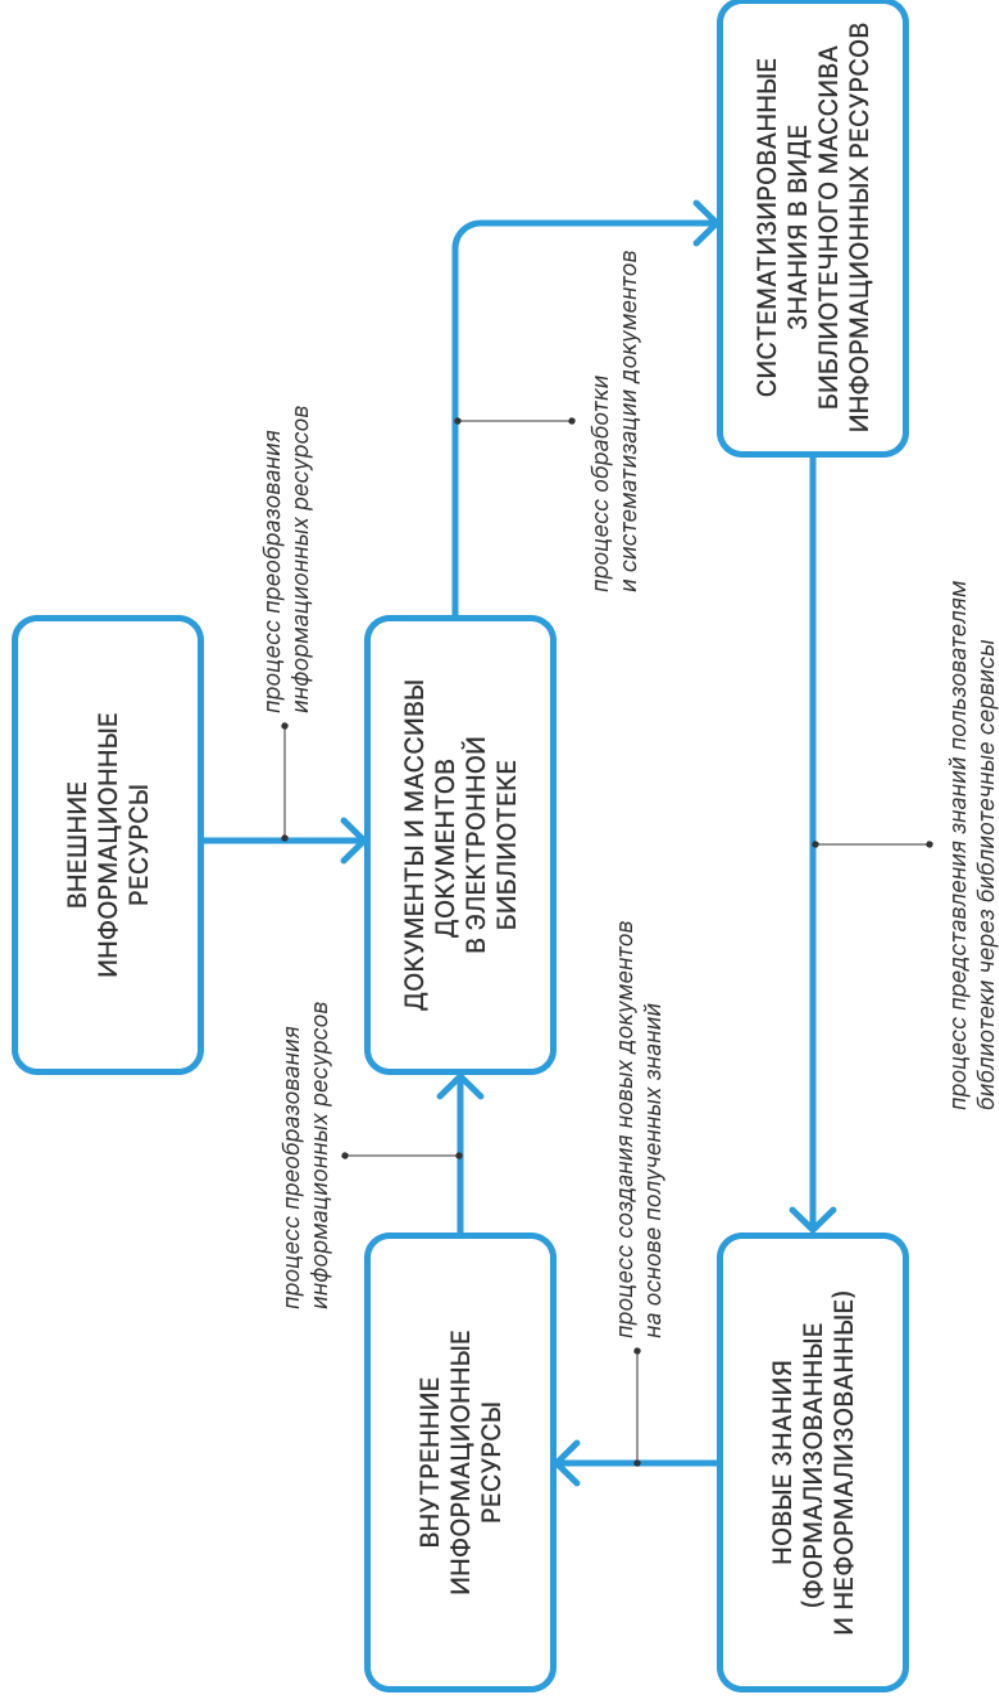 ВНЕШНИЕ
ИНФОРМАЦИОННЫЕ
РЕСУРСЫ
процесс преобразования
информационных ресурсов
процесс преобразования
информационных ресурсов
ВНУТРЕННИЕ
ИНФОРМАЦИОННЫЕ
РЕСУРСЫ
ДОКУМЕНТЫ И МАССИВЫ
ДОКУМЕНТОВ
В ЭЛЕКТРОННОЙ
БИБЛИОТЕКЕ
процесс обработки
и систематизации документов
процесс создания новых документов
на основе полученных знаний
НОВЫЕ ЗНАНИЯ
(ФОРМАЛИЗОВАННЫЕ
И НЕФОРМАЛИЗОВАННЫЕ)
СИСТЕМАТИЗИРОВАННЫЕ
ЗНАНИЯ В ВИДЕ
БИБЛИОТЕЧНОГО МАССИВА
ИНФОРМАЦИОННЫХ РЕСУРСОВ
процесс представления знаний пользователям
библиотеки через библиотечные сервисы